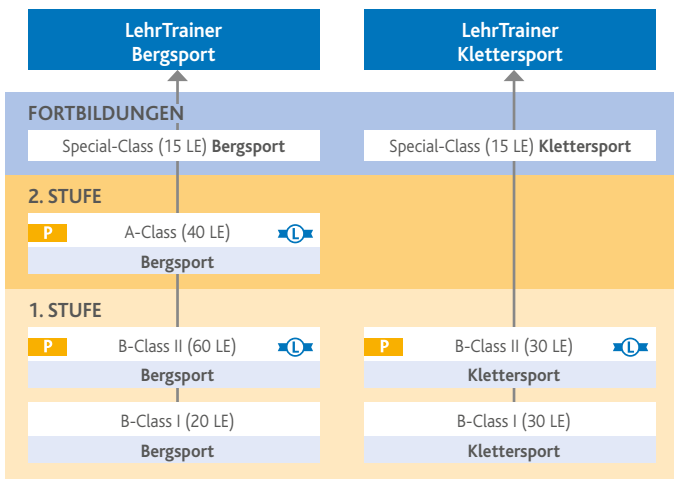 LehrTrainer
Bergsport
LehrTrainer
Klettersport
FORTBILDUNGEN
Special-Class (15 LE) Bergsport
Special-Class (15 LE) Klettersport
2. STUFE
P A-Class (40 LE) L
Bergsport
1. STUFE
P B-Class II (60 LE) L
Bergsport
P B-Class II (30 LE) L
Klettersport
B-Class I (20 LE)
Bergsport
B-Class I (30 LE)
Klettersport